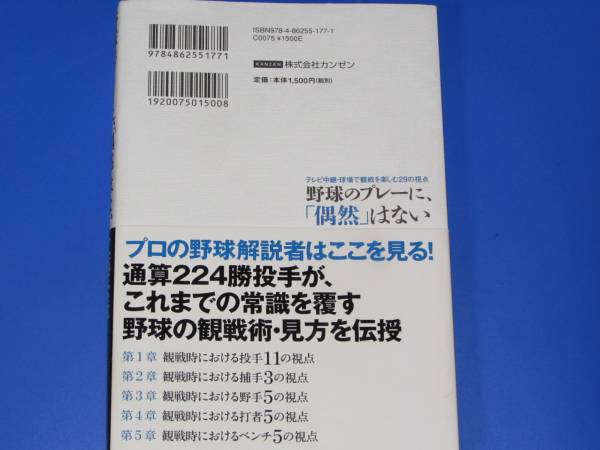 ISBN978-4-86255-177-1
C0075 ¥1500E
9784862551771
KANZEN 株式会社カンゼン
定価：本体1,500円(税別)
1920075015008
テレビ中継・球場で観戦を楽しむ29の視点
野球のプレーに、
「偶然」はない
プロの野球解説者はここを見る!
通算224勝投手が、
これまでの常識を覆す
野球の観戦術・見方を伝授
第1章 観戦時における投手11の視点
第2章 観戦時における捕手3の視点
第3章 観戦時における野手5の視点
第4章 観戦時における打者5の視点
第5章 観戦時におけるベンチ5の視点